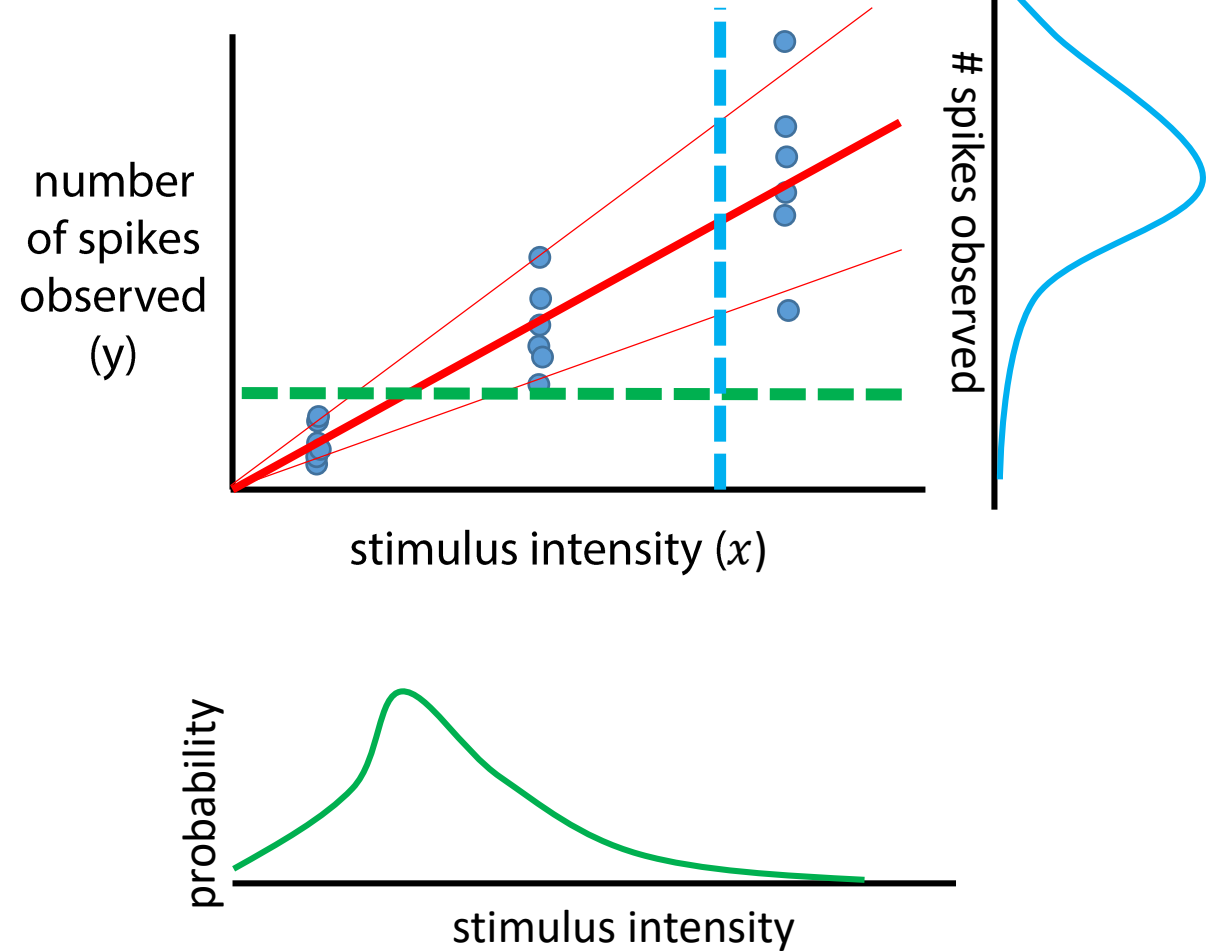 number
of spikes
observed
(y)
stimulus intensity (x)
# spikes observed
probability
stimulus intensity